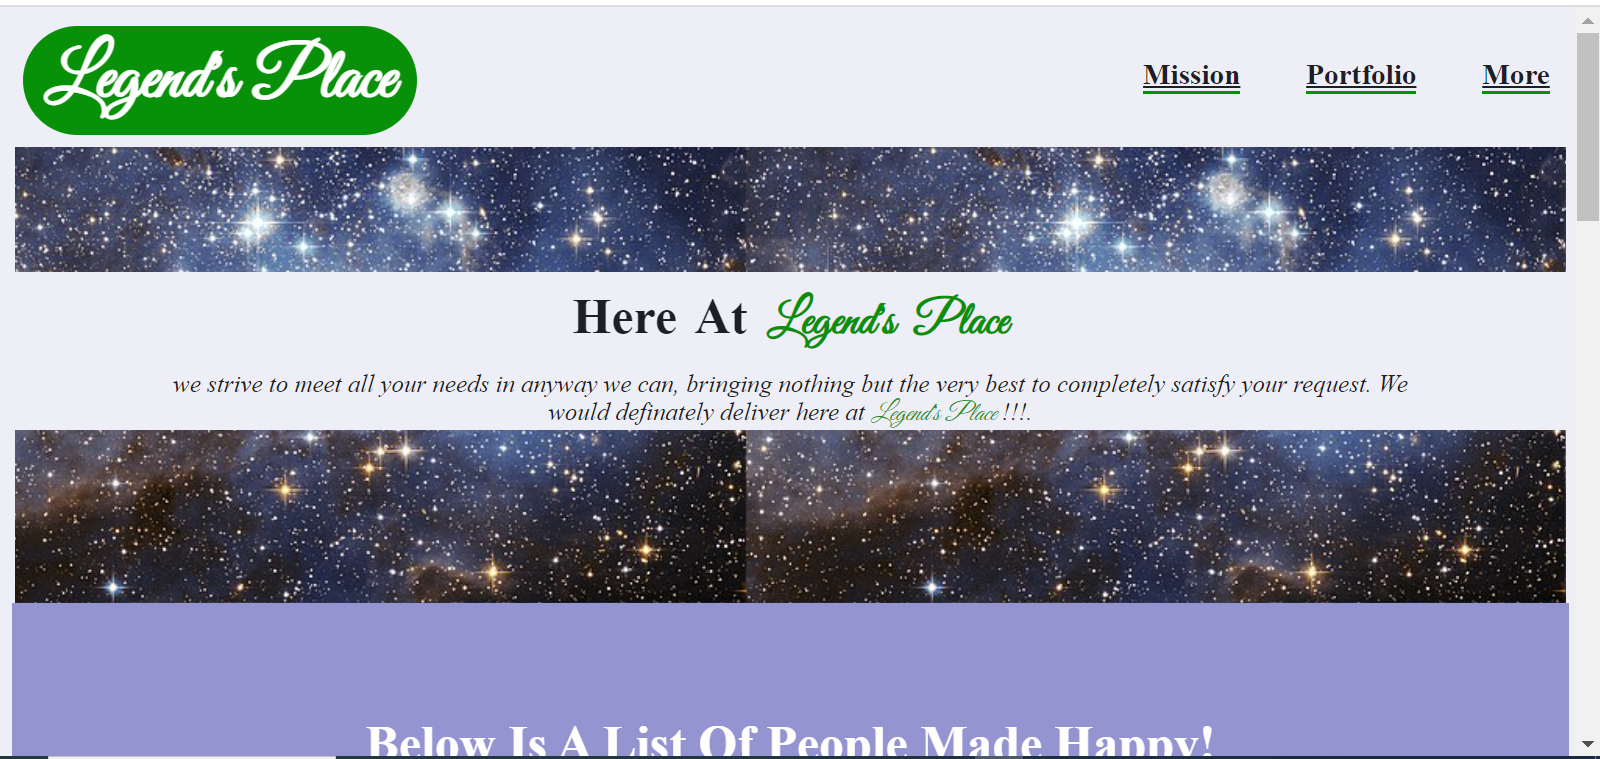 Legend's Place
Mission Portfolio More
Here At Legend's Place
we strive to meet all your needs in anyway we can, bringing nothing but the very best to completely satisfy your request. We
would definately deliver here at Legend's Place !!!.
Below Is A List Of People Made Happy!